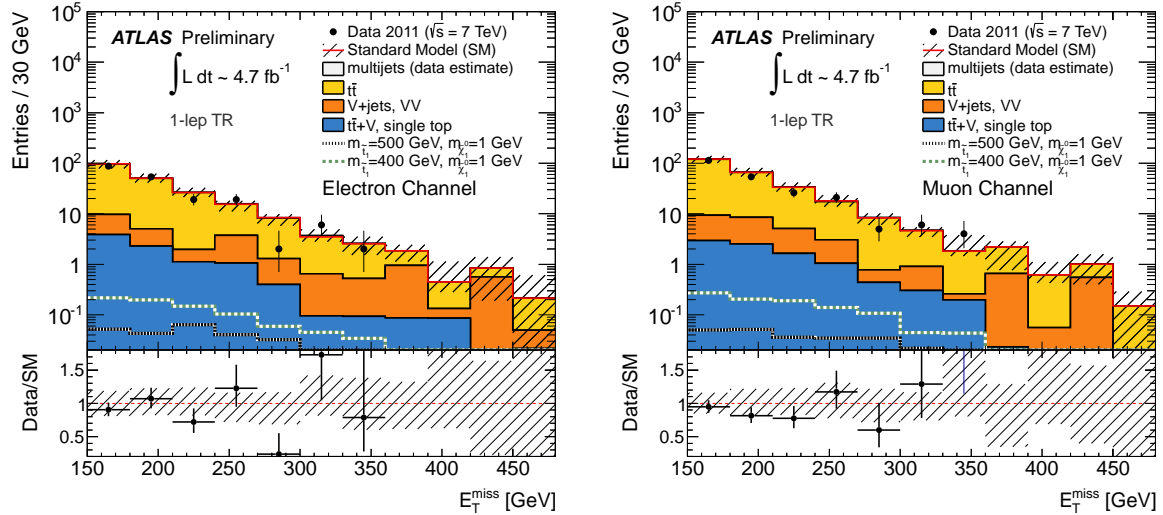 Entries / 30 GeV
10⁵
10⁴
10³
10²
10
1
10⁻¹
ATLAS Preliminary
∫ L dt ~ 4.7 fb⁻¹
1-lep TR
Data 2011 (√s = 7 TeV)
Standard Model (SM)
multijets (data estimate)
tt̄
V+jets, VV
tt̄+V, single top
m_t̃₁=500 GeV, m_χ̃₁⁰=1 GeV
m_t̃₁=400 GeV, m_χ̃₁⁰=1 GeV
Electron Channel
Data/SM
1.5
1
0.5
150 200 250 300 350 400 450
E_T^miss [GeV]
Entries / 30 GeV
10⁵
10⁴
10³
10²
10
1
10⁻¹
ATLAS Preliminary
∫ L dt ~ 4.7 fb⁻¹
1-lep TR
Data 2011 (√s = 7 TeV)
Standard Model (SM)
multijets (data estimate)
tt̄
V+jets, VV
tt̄+V, single top
m_t̃₁=500 GeV, m_χ̃₁⁰=1 GeV
m_t̃₁=400 GeV, m_χ̃₁⁰=1 GeV
Muon Channel
Data/SM
1.5
1
0.5
150 200 250 300 350 400 450
E_T^miss [GeV]